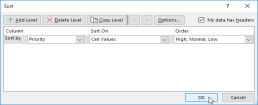 Sort
Add Level Delete Level Copy Level Options... My data has headers
Column Sort On Order
Sort by Priority Cell Values High, Normal, Low
OK Cancel